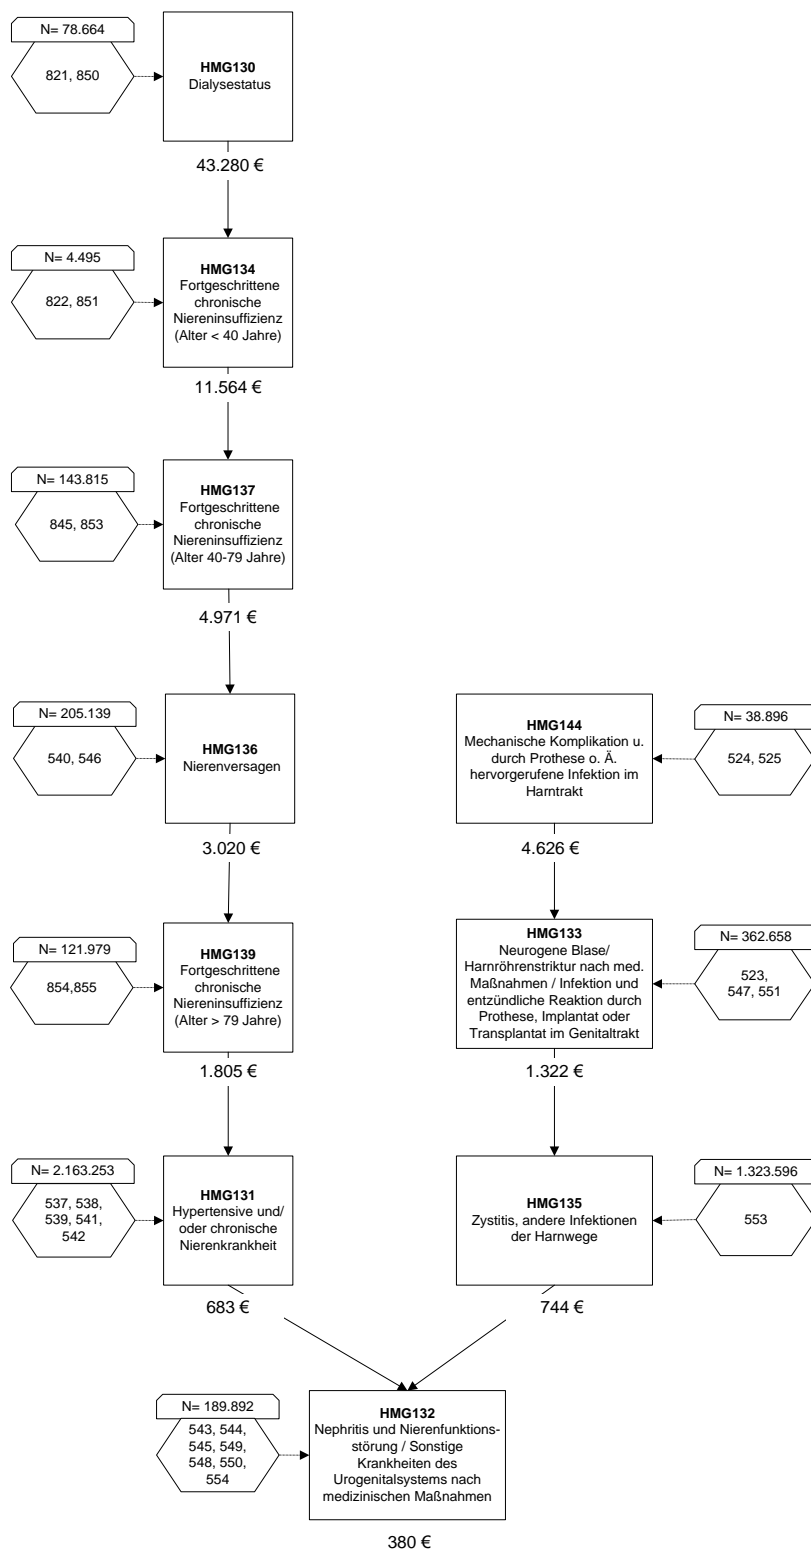 N= 78.664
821, 850
HMG130
Dialysestatus
43.280 €
N= 4.495
822, 851
HMG134
Fortgeschrittene
chronische
Niereninsuffizienz
(Alter < 40 Jahre)
11.564 €
N= 143.815
845, 853
HMG137
Fortgeschrittene
chronische
Niereninsuffizienz
(Alter 40-79 Jahre)
4.971 €
N= 205.139
540, 546
HMG136
Nierenversagen
3.020 €
HMG144
Mechanische Komplikation u.
durch Prothese o. Ä.
hervorgerufene Infektion im
Harntrakt
N= 38.896
524, 525
4.626 €
N= 121.979
854,855
HMG139
Fortgeschrittene
chronische
Niereninsuffizienz
(Alter > 79 Jahre)
1.805 €
HMG133
Neurogene Blase/
Harnröhrenstriktur nach med.
Maßnahmen / Infektion und
entzündliche Reaktion durch
Prothese, Implantat oder
Transplantat im Genitaltrakt
N= 362.658
523,
547, 551
1.322 €
N= 2.163.253
537, 538,
539, 541,
542
HMG131
Hypertensive und/
oder chronische
Nierenkrankheit
683 €
HMG135
Zystitis, andere Infektionen
der Harnwege
N= 1.323.596
553
744 €
N= 189.892
543, 544,
545, 549,
548, 550,
554
HMG132
Nephritis und Nierenfunktions-
störung / Sonstige
Krankheiten des
Urogenitalsystems nach
medizinischen Maßnahmen
380 €